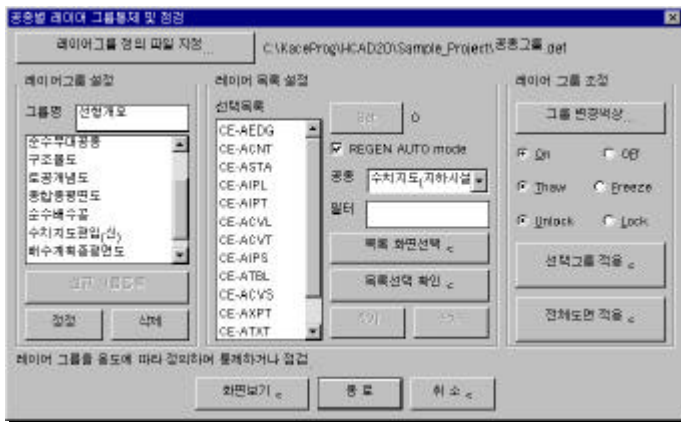 공종별 레이어 그룹통제 및 점검
레이어그룹 정의 파일 지정...
C:\KaceProg\HCAD20\Sample_Project\공종그룹.def
레이어그룹 설정
그룹명 선형개요
순수부대공종
구조물도
토공개념도
종합종평면도
순수배수공
수치지도편입(신)
배수계획종괄면도
신규 그룹등록
정정
삭제
레이어 목록 설정
선택목록
CE-AEDG
CE-ACNT
CE-ASTA
CE-AIPL
CE-AIPT
CE-ACVL
CE-ACVT
CE-AIPS
CE-ATBL
CE-ACVS
CE-AXPT
CE-ATXT
0
REGEN AUTO mode
공종 수치지도(지하시설
필터
목록 화면선택 <
목록선택 확인 <
레이어 그룹 조정
그룹 변경색상...
On Off
Thaw Freeze
Unlock Lock
선택그룹 적용 <
전체도면 적용 <
레이어 그룹을 용도에 따라 정의하며 통제하거나 점검
화면보기 <
종 료
취 소 <